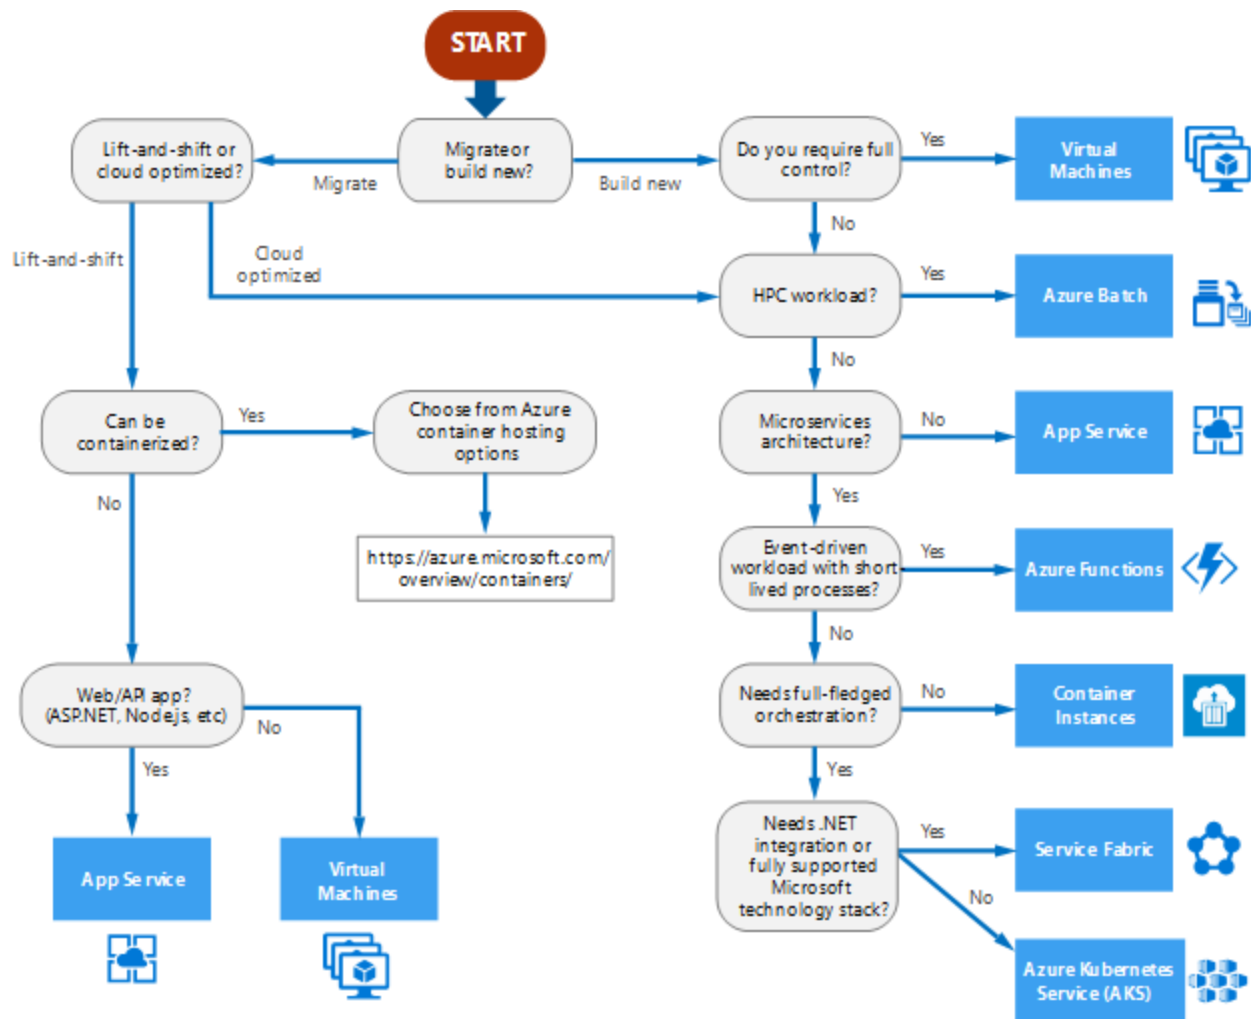 START
Migrate or
build new?
Migrate
Build new
Lift-and-shift or
cloud optimized?
Lift-and-shift
Cloud
optimized
Do you require full
control?
Yes
Virtual
Machines
No
HPC workload?
Yes
Azure Batch
No
Microservices
architecture?
No
App Service
Yes
Event-driven
workload with short
lived processes?
Yes
Azure Functions
No
Needs full-fledged
orchestration?
No
Container
Instances
Yes
Needs .NET
integration or
fully supported
Microsoft
technology stack?
Yes
Service Fabric
No
Azure Kubernetes
Service (AKS)
Can be
containerized?
Yes
Choose from Azure
container hosting
options
https://azure.microsoft.com/
overview/containers/
No
Web/API app?
(ASP.NET, Node.js, etc)
No
Yes
App Service
Virtual
Machines